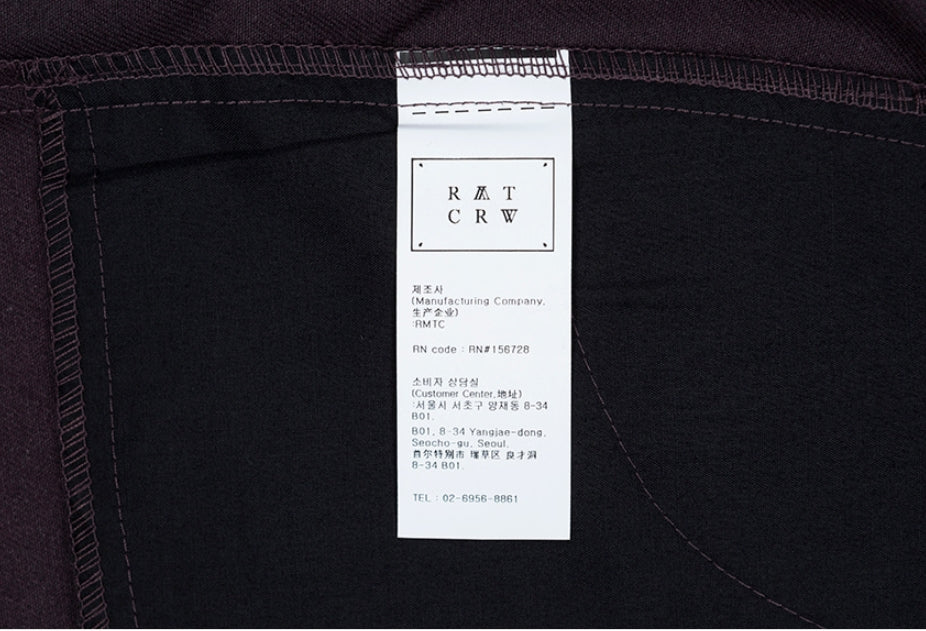 RMT
CRW
제조사
(Manufacturing Company,
生产企业)
:RMTC
RN code : RN#156728
소비자 상담실
(Customer Center,地址)
:서울시 서초구 양재동 8-34
B01.
B01, 8-34 Yangjae-dong,
Seocho-gu, Seoul.
首尔特別市 瑞草区 良才洞
8-34 B01.
TEL : 02-6956-8861